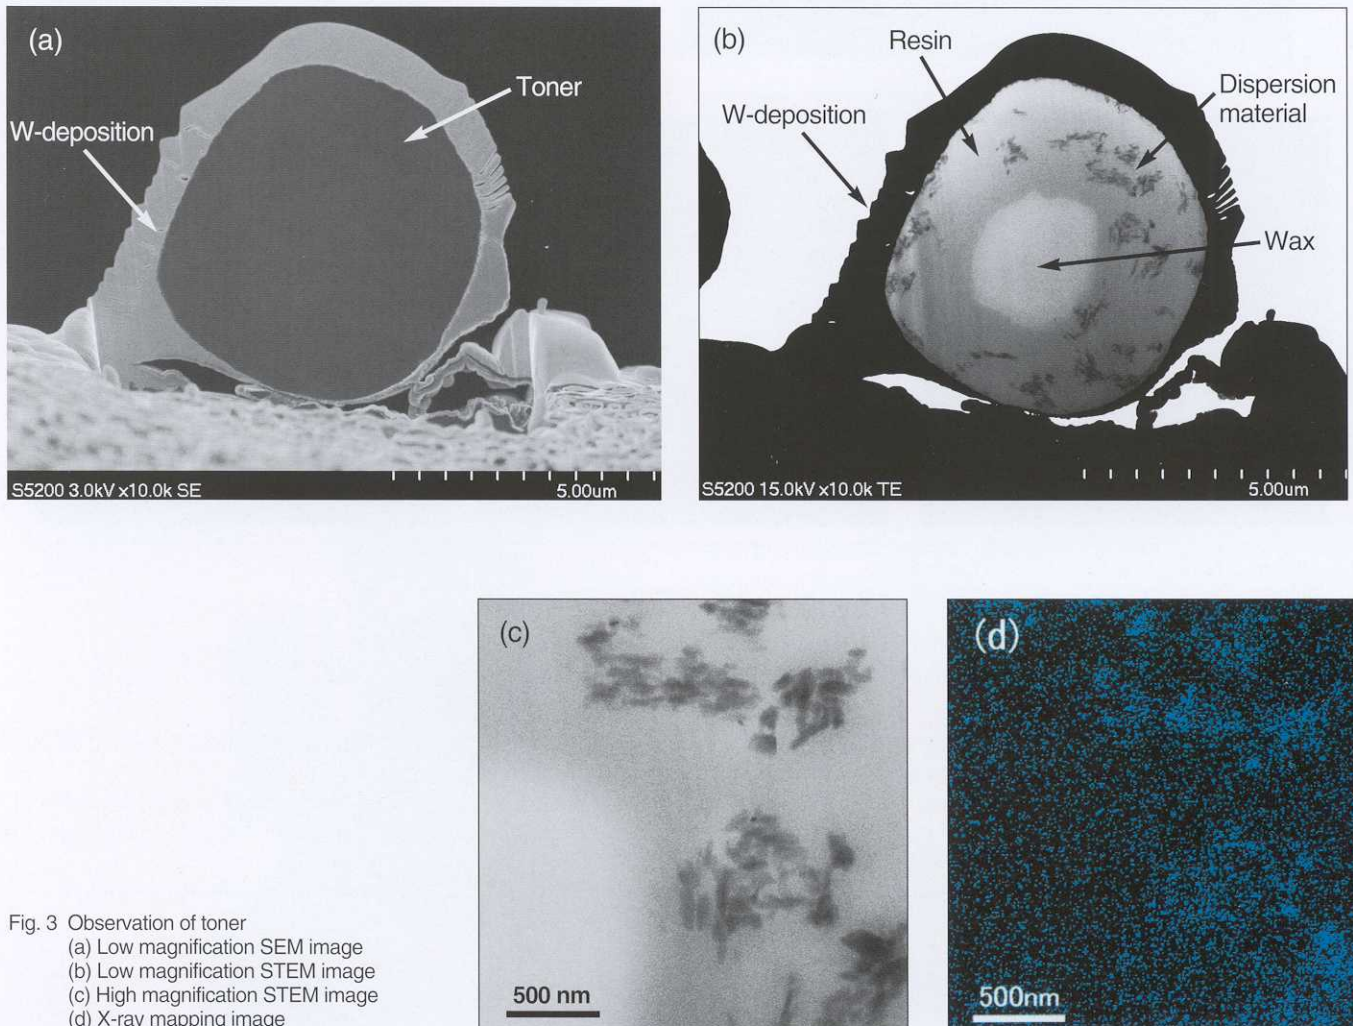 (a)
Toner
W-deposition
S5200 3.0kV x10.0k SE
5.00um
(b)
Resin
Dispersion
material
W-deposition
Wax
S5200 15.0kV x10.0k TE
5.00um
(c)
500 nm
(d)
500nm
Fig. 3 Observation of toner
(a) Low magnification SEM image
(b) Low magnification STEM image
(c) High magnification STEM image
(d) X-ray mapping image